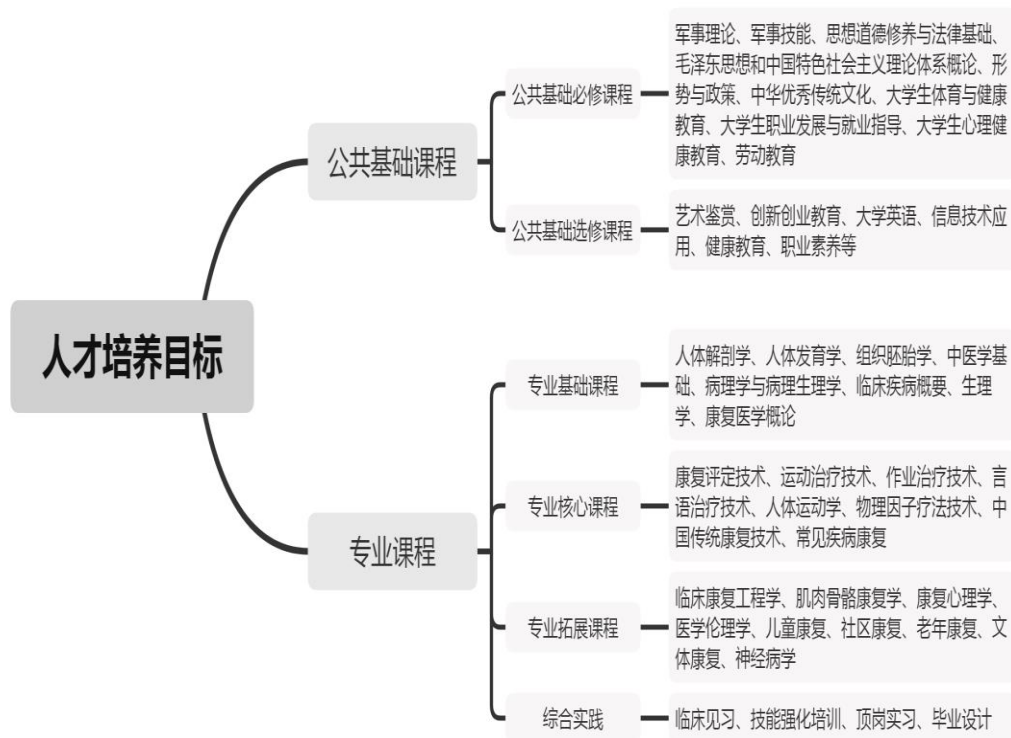 人才培养目标
公共基础课程
公共基础必修课程
军事理论、军事技能、思想道德修养与法律基础、
毛泽东思想和中国特色社会主义理论体系概论、形
势与政策、中华优秀传统文化、大学生体育与健康
教育、大学生职业发展与就业指导、大学生心理健
康教育、劳动教育
公共基础选修课程
艺术鉴赏、创新创业教育、大学英语、信息技术应
用、健康教育、职业素养等
专业课程
专业基础课程
人体解剖学、人体发育学、组织胚胎学、中医学基
础、病理学与病理生理学、临床疾病概要、生理
学、康复医学概论
专业核心课程
康复评定技术、运动治疗技术、作业治疗技术、言
语治疗技术、人体运动学、物理因子疗法技术、中
国传统康复技术、常见疾病康复
专业拓展课程
临床康复工程学、肌肉骨骼康复学、康复心理学、
医学伦理学、儿童康复、社区康复、老年康复、文
体康复、神经病学
综合实践
临床见习、技能强化培训、顶岗实习、毕业设计